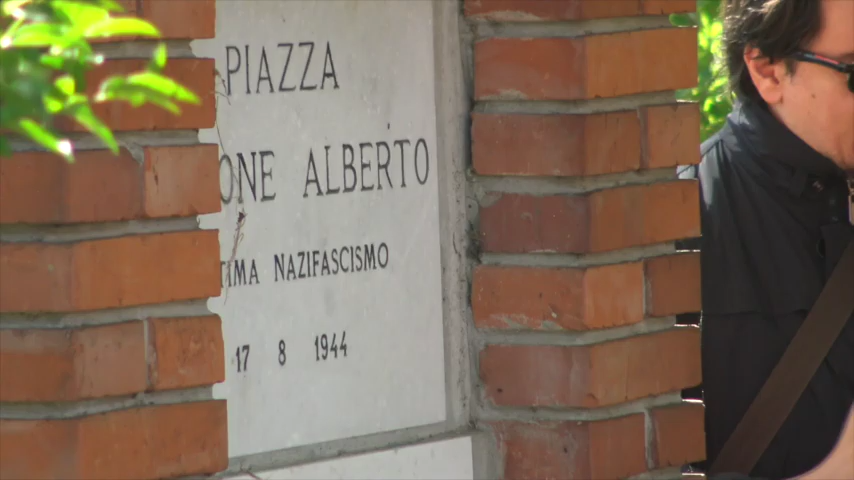 PIAZZA
ONE ALBERTO
TIMA NAZIFASCISMO
17 8 1944